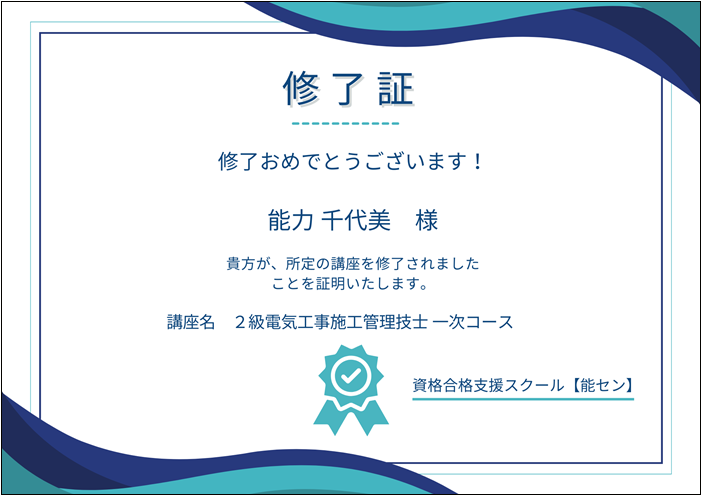 修了証
修了おめでとうございます！
能力 千代美　様
貴方が、所定の講座を修了されました
ことを証明いたします。
講座名　２級電気工事施工管理技士 一次コース
資格合格支援スクール【能セン】